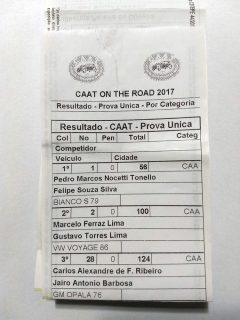 CAAT ON THE ROAD 2017
Resultado - Prova Unica - Por Categoria
Resultado - CAAT - Prova Unica
Col No Pen Total Categ
Competidor
Veículo Cidade
1º 1 0 56 CAA
Pedro Marcos Nocetti Tonello
Felipe Souza Silva
BIANCO S 79
2º 2 0 100 CAA
Marcelo Ferraz Lima
Gustavo Torres Lima
VW VOYAGE 86
3º 28 0 124 CAA
Carlos Alexandre de F. Ribeiro
Jairo Antonio Barbosa
GM OPALA 76